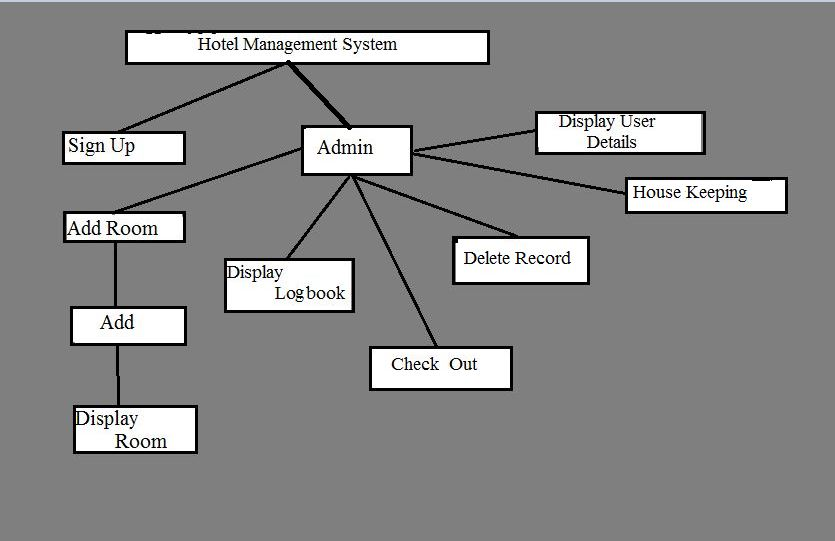 Hotel Management System
Sign Up
Admin
Display User
Details
House Keeping
Add Room
Display
Logbook
Delete Record
Add
Check Out
Display
Room